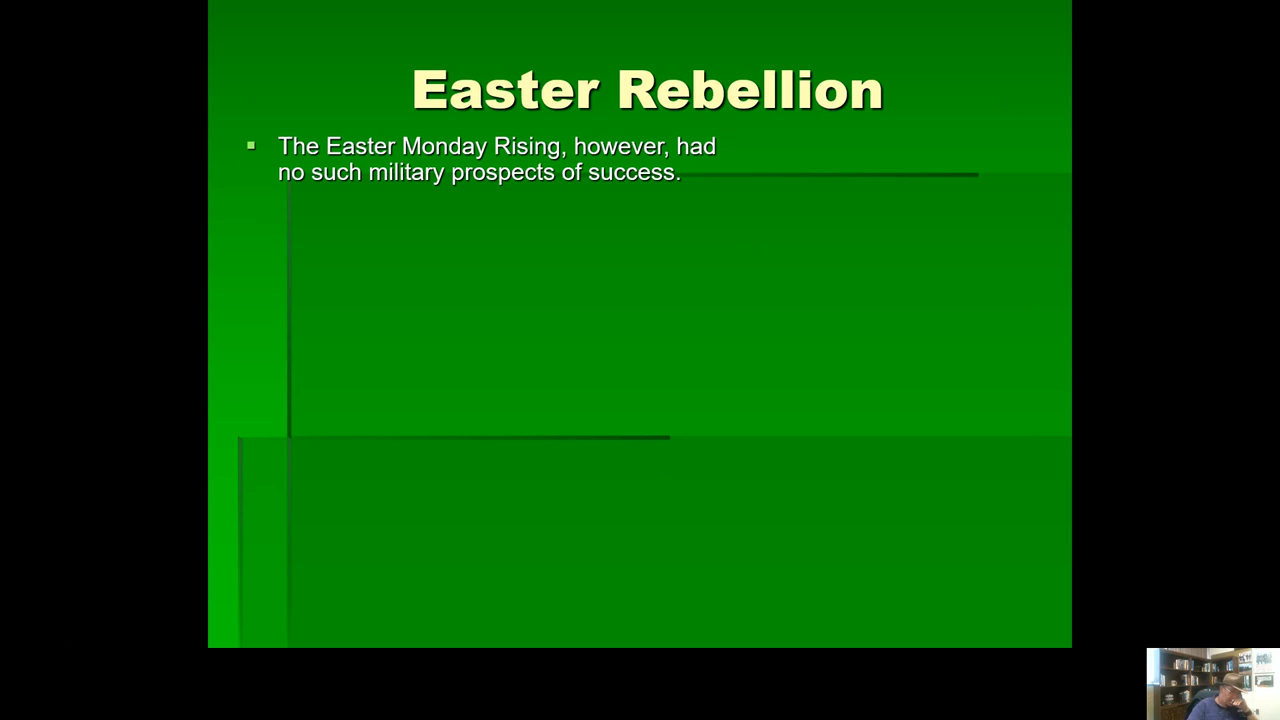 Easter Rebellion
The Easter Monday Rising, however, had
no such military prospects of success.